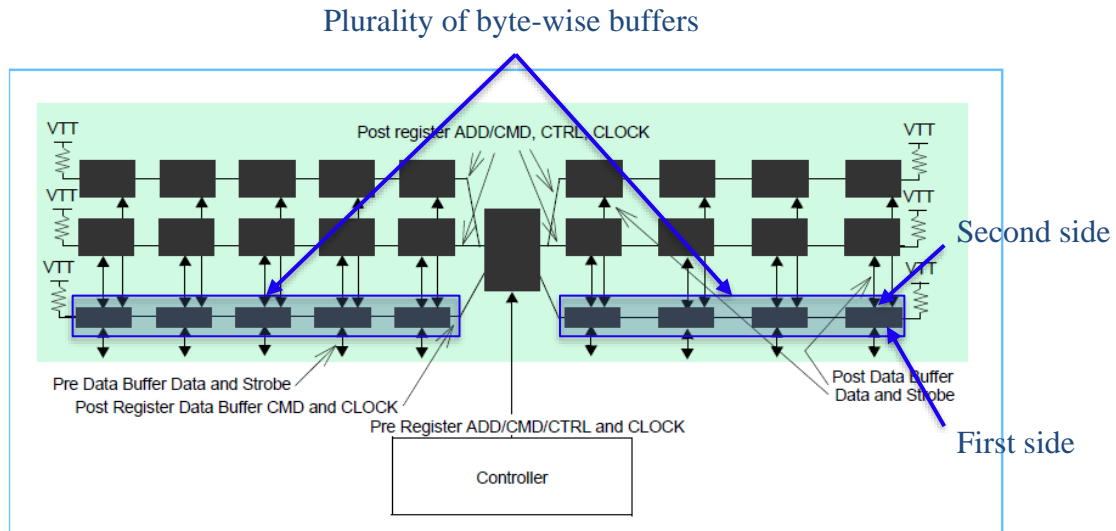 Plurality of byte-wise buffers
Post register ADD/CMD, CTRL, CLOCK
VTT
VTT
VTT
VTT
Second side
VTT
VTT
Pre Data Buffer Data and Strobe
Post Register Data Buffer CMD and CLOCK
Post Data Buffer
Data and Strobe
Pre Register ADD/CMD/CTRL and CLOCK
First side
Controller